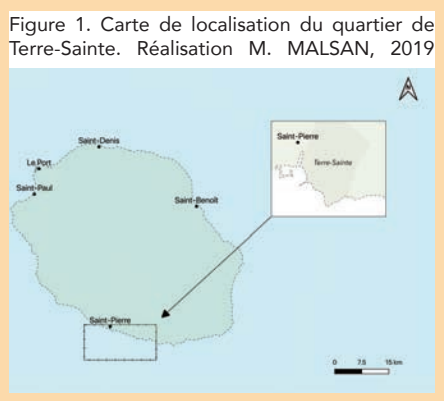 Figure 1. Carte de localisation du quartier de
Terre-Sainte. Réalisation M. MALSAN, 2019
N
Saint-Denis
Le Port
Saint-Paul
Saint-Benoît
Saint-Pierre
Terre-Sainte
Saint-Pierre
0 7.5 15 km